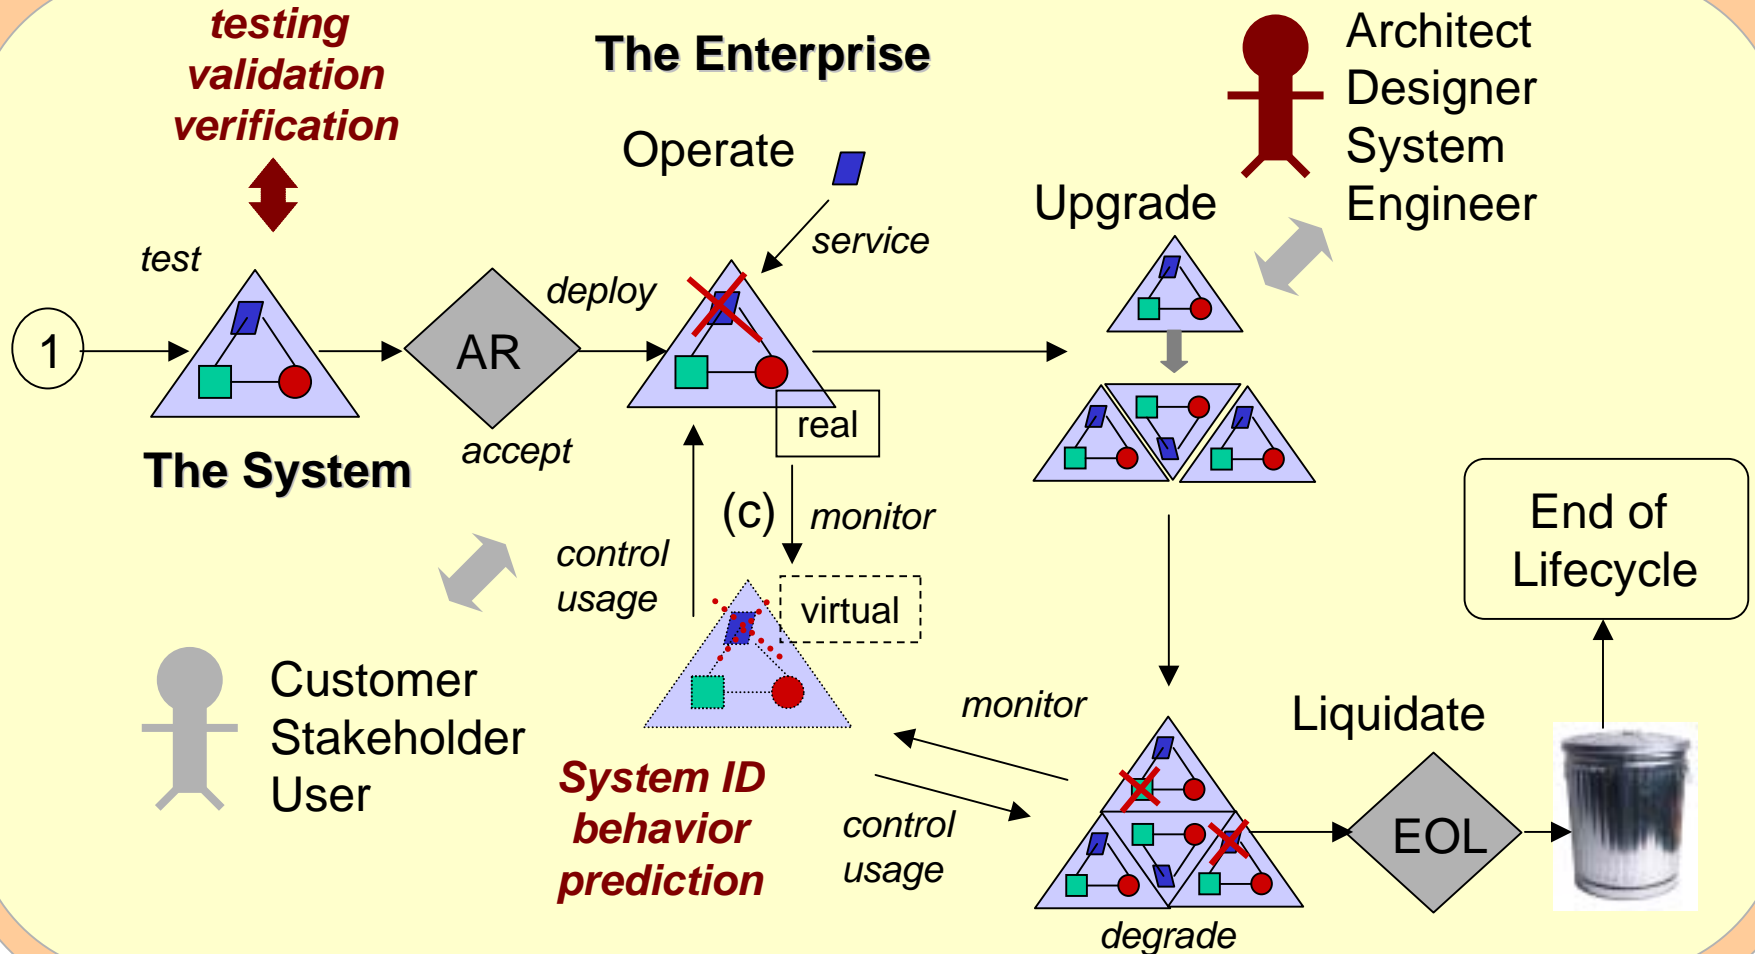 testing
validation
verification
The Enterprise
Architect
Designer
System
Engineer
Operate
Upgrade
service
test
deploy
1
AR
real
accept
The System
(c)
monitor
control
usage
virtual
End of
Lifecycle
Customer
Stakeholder
User
monitor
Liquidate
System ID
behavior
prediction
control
usage
EOL
degrade